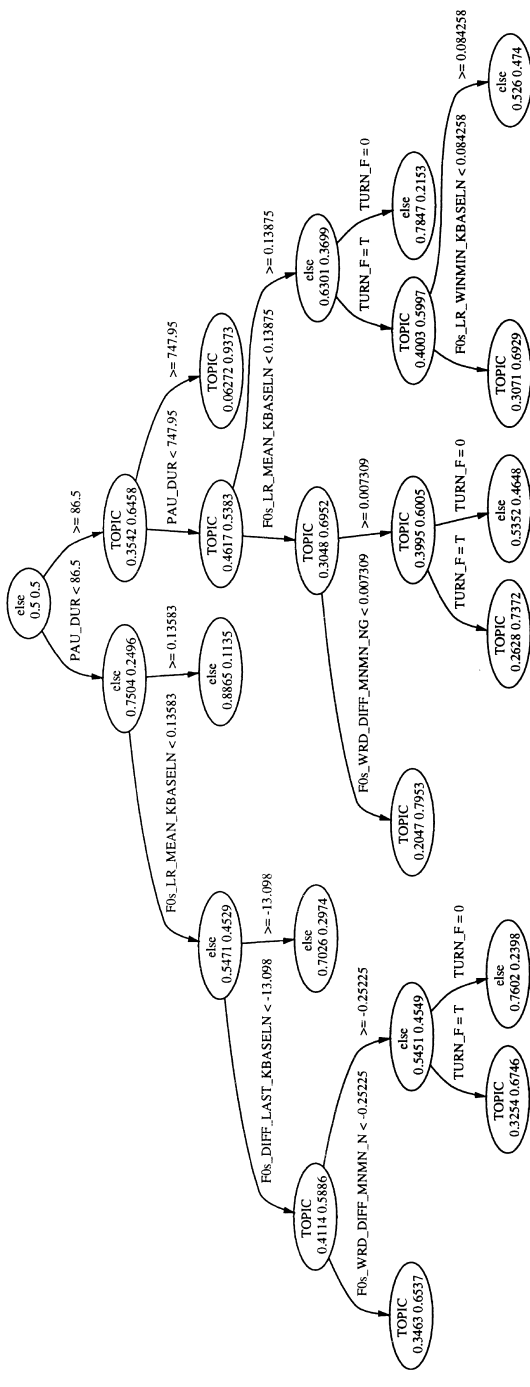 else
0.5 0.5
PAU_DUR < 86.5
>= 86.5
else
0.7504 0.2496
TOPIC
0.3542 0.6458
F0s_LR_MEAN_KBASELN < 0.13583
>= 0.13583
PAU_DUR < 747.95
>= 747.95
else
0.5471 0.4529
else
0.8865 0.1135
TOPIC
0.4617 0.5383
TOPIC
0.06272 0.9373
F0s_DIFF_LAST_KBASELN < -13.098
>= -13.098
F0s_LR_MEAN_KBASELN < 0.13875
>= 0.13875
TOPIC
0.4114 0.5886
else
0.7026 0.2974
TOPIC
0.3048 0.6952
else
0.6301 0.3699
F0s_WRD_DIFF_MNMN_N < -0.25225
>= -0.25225
F0s_WRD_DIFF_MNMN_NG < 0.007309
>= 0.007309
TURN_F = T
TURN_F = 0
TOPIC
0.3463 0.6537
else
0.5451 0.4549
TOPIC
0.2047 0.7953
TOPIC
0.3995 0.6005
TOPIC
0.4003 0.5997
else
0.7847 0.2153
TURN_F = T
TURN_F = 0
TURN_F = T
TURN_F = 0
F0s_LR_WINMIN_KBASELN < 0.084258
>= 0.084258
TOPIC
0.3254 0.6746
else
0.7602 0.2398
TOPIC
0.2628 0.7372
else
0.5352 0.4648
TOPIC
0.3071 0.6929
else
0.526 0.474